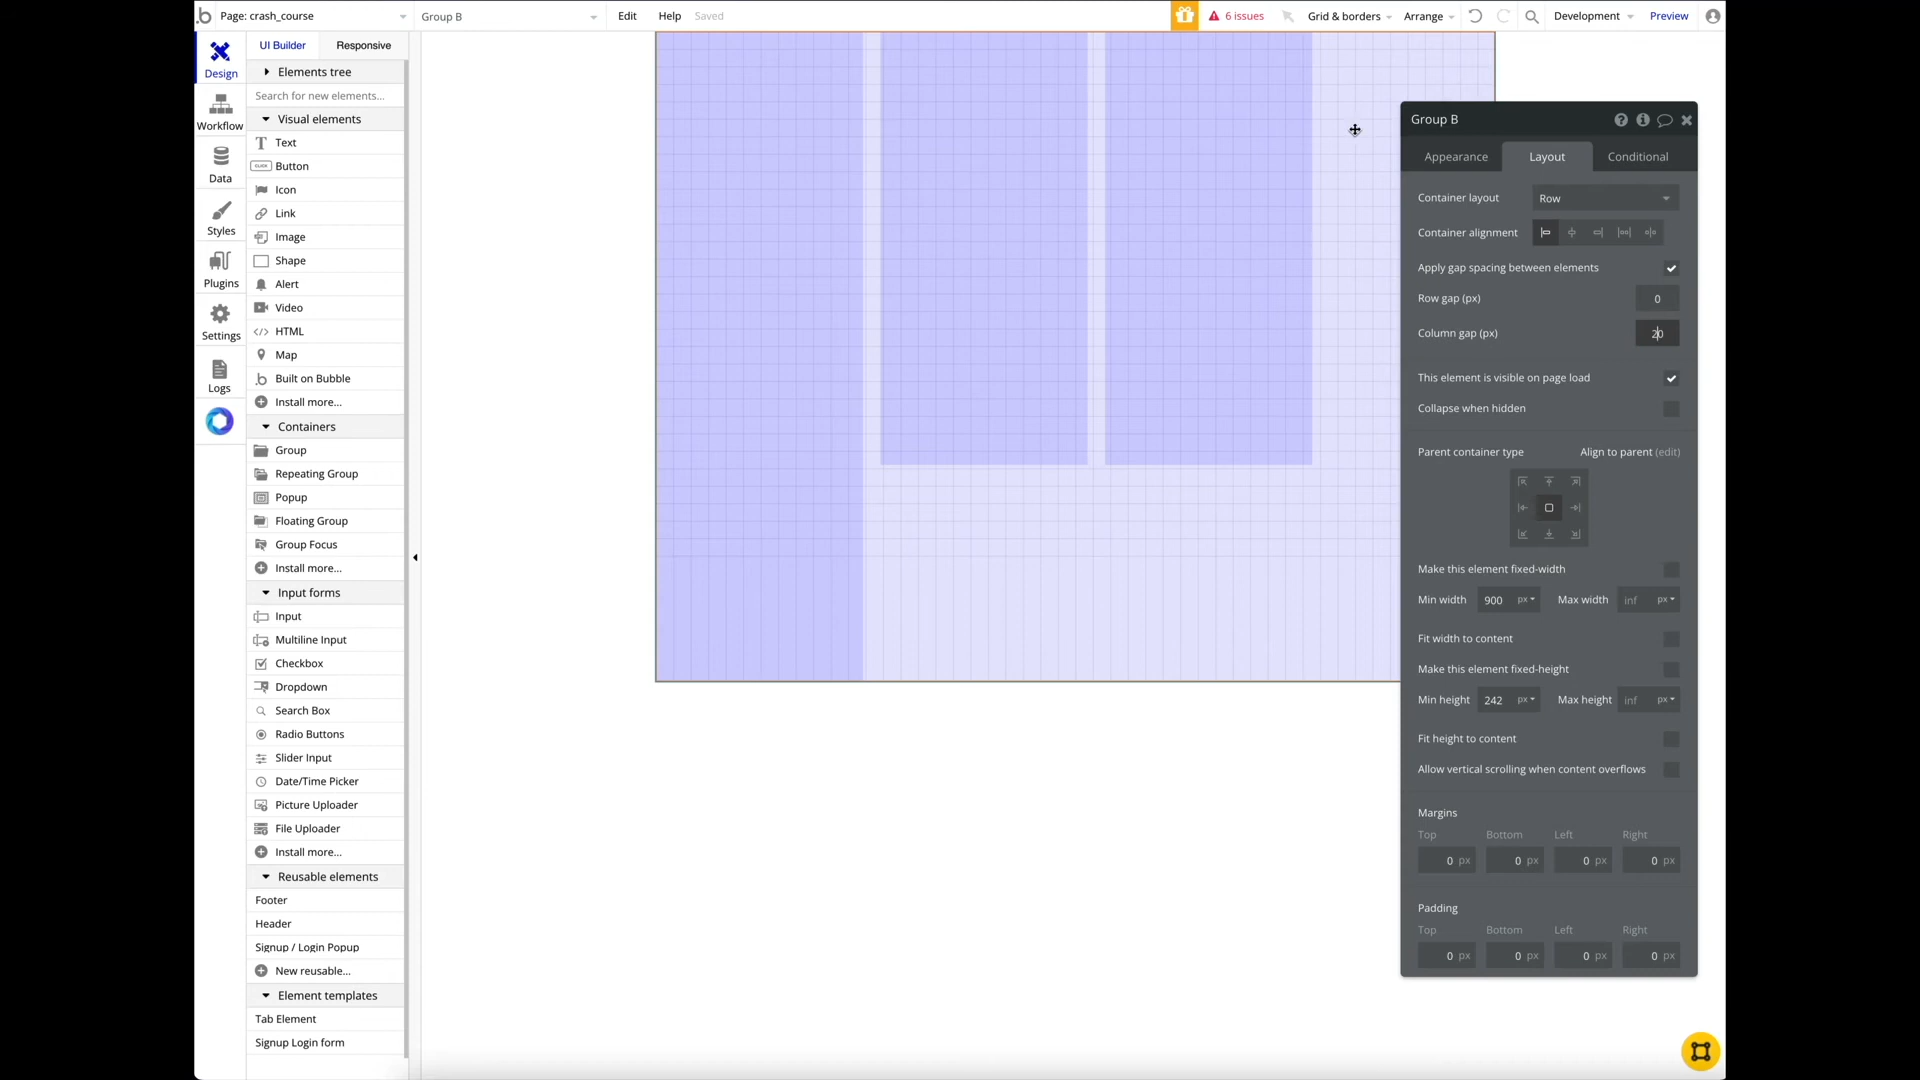 Page: crash_course
Group B
Edit
Help
Saved
6 issues
Grid & borders
Arrange
Development
Preview
Design
Workflow
Data
Styles
Plugins
Settings
Logs
UI Builder
Responsive
Elements tree
Search for new elements...
Visual elements
Text
CLICK
Button
Icon
Link
Image
Shape
Alert
Video
HTML
Map
Built on Bubble
Install more...
Containers
Group
Repeating Group
Popup
Floating Group
Group Focus
Install more...
Input forms
Input
Multiline Input
Checkbox
Dropdown
Search Box
Radio Buttons
Slider Input
Date/Time Picker
Picture Uploader
File Uploader
Install more...
Reusable elements
Footer
Header
Signup / Login Popup
New reusable...
Element templates
Tab Element
Signup Login form
Group B
Appearance
Layout
Conditional
Container layout
Row
Container alignment
Apply gap spacing between elements
Row gap (px)
0
Column gap (px)
20
This element is visible on page load
Collapse when hidden
Parent container type
Align to parent (edit)
Make this element fixed-width
Min width 900 px
Max width inf px
Fit width to content
Make this element fixed-height
Min height 242 px
Max height inf px
Fit height to content
Allow vertical scrolling when content overflows
Margins
Top Bottom Left Right
0 px 0 px 0 px 0 px
Padding
Top Bottom Left Right
0 px 0 px 0 px 0 px